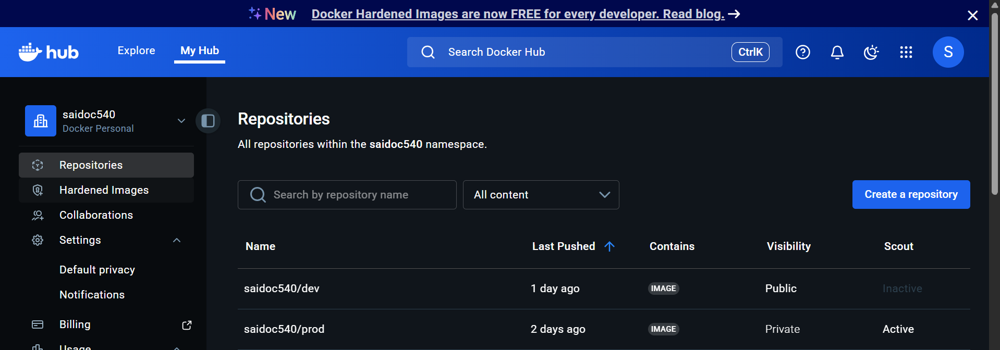 New Docker Hardened Images are now FREE for every developer. Read blog.
hub Explore My Hub Search Docker Hub CtrlK S
saidoc540
Docker Personal
Repositories
Hardened Images
Collaborations
Settings
Default privacy
Notifications
Billing
Usage
Repositories
All repositories within the saidoc540 namespace.
Search by repository name All content Create a repository
Name Last Pushed Contains Visibility Scout
saidoc540/dev 1 day ago IMAGE Public Inactive
saidoc540/prod 2 days ago IMAGE Private Active